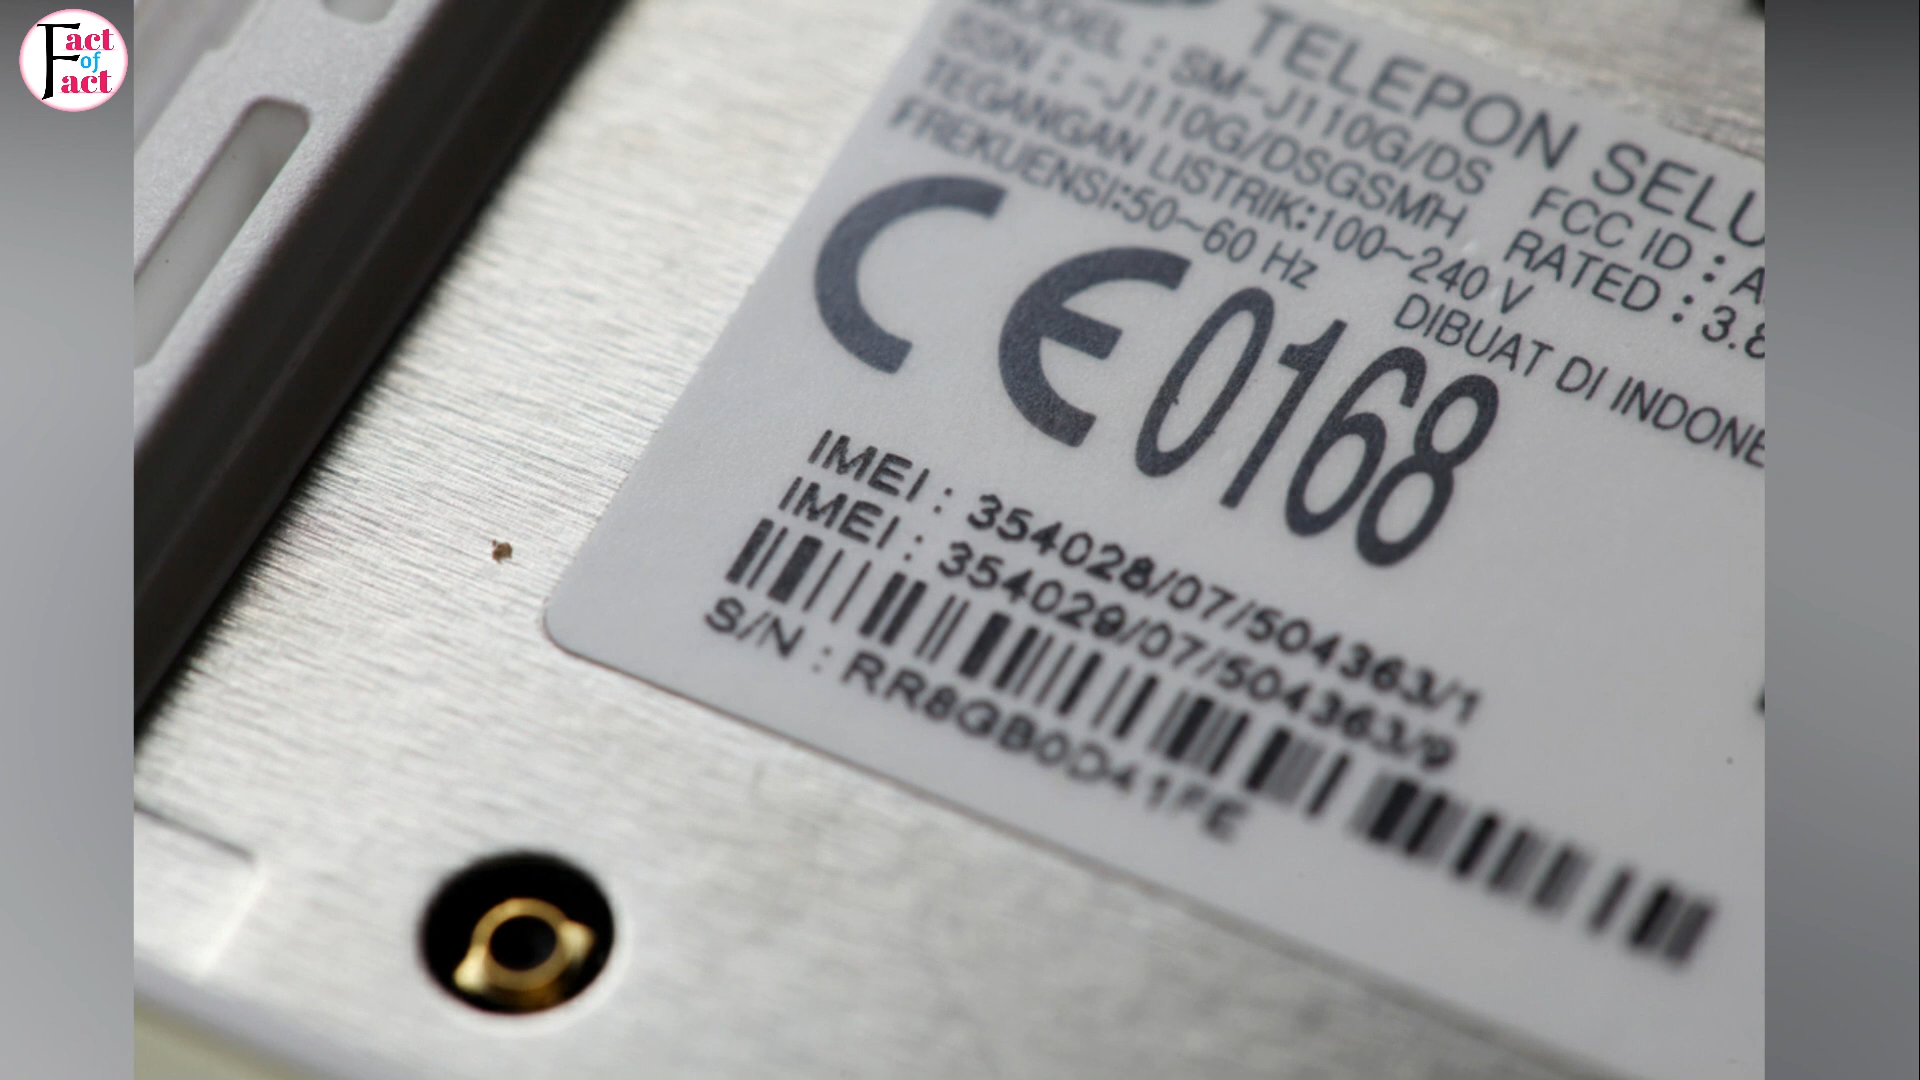 Fact
of
Fact
TELEPON SELU
MODEL : SM-J110G/DS FCC ID : A
SSN : -J110G/DSGSMH RATED : 3.8
TEGANGAN LISTRIK:100~240 V
FREKUENSI:50~60 Hz DIBUAT DI INDONE
CE0168
IMEI : 354028/07/504363/1
IMEI : 354029/07/504363/9
S/N : RR8GB0D41FE